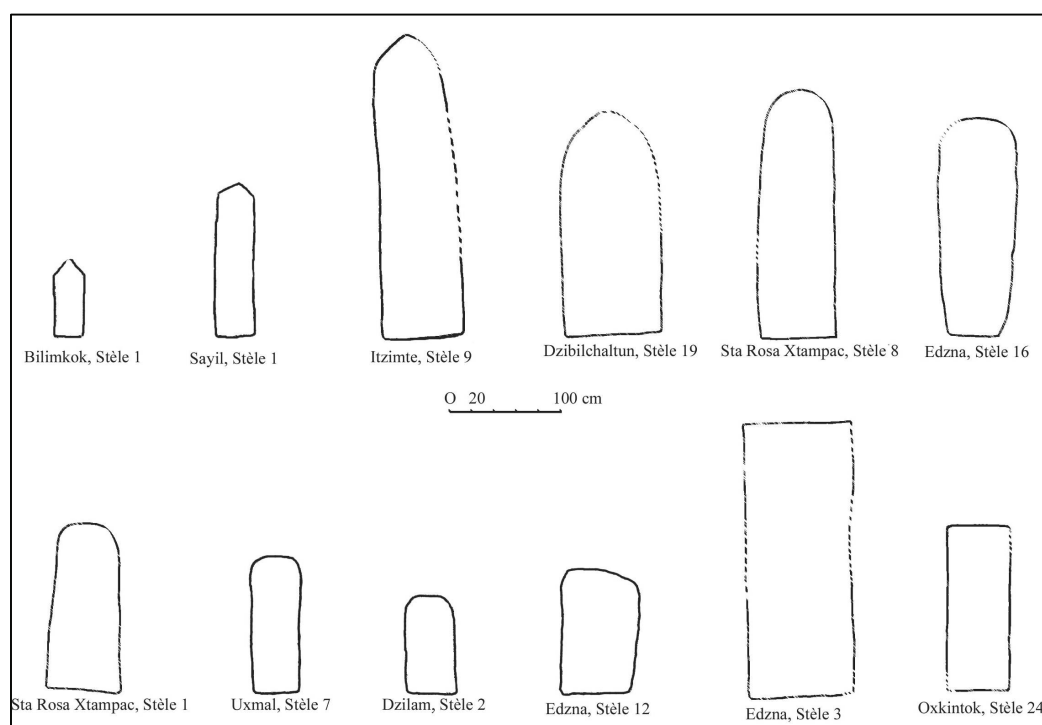 Bilimkok, Stèle 1
Sayil, Stèle 1
Itzimte, Stèle 9
Dzibilchaltun, Stèle 19
Sta Rosa Xtampac, Stèle 8
Edzna, Stèle 16
O 20 100 cm
Sta Rosa Xtampac, Stèle 1
Uxmal, Stèle 7
Dzilam, Stèle 2
Edzna, Stèle 12
Edzna, Stèle 3
Oxkintok, Stèle 24